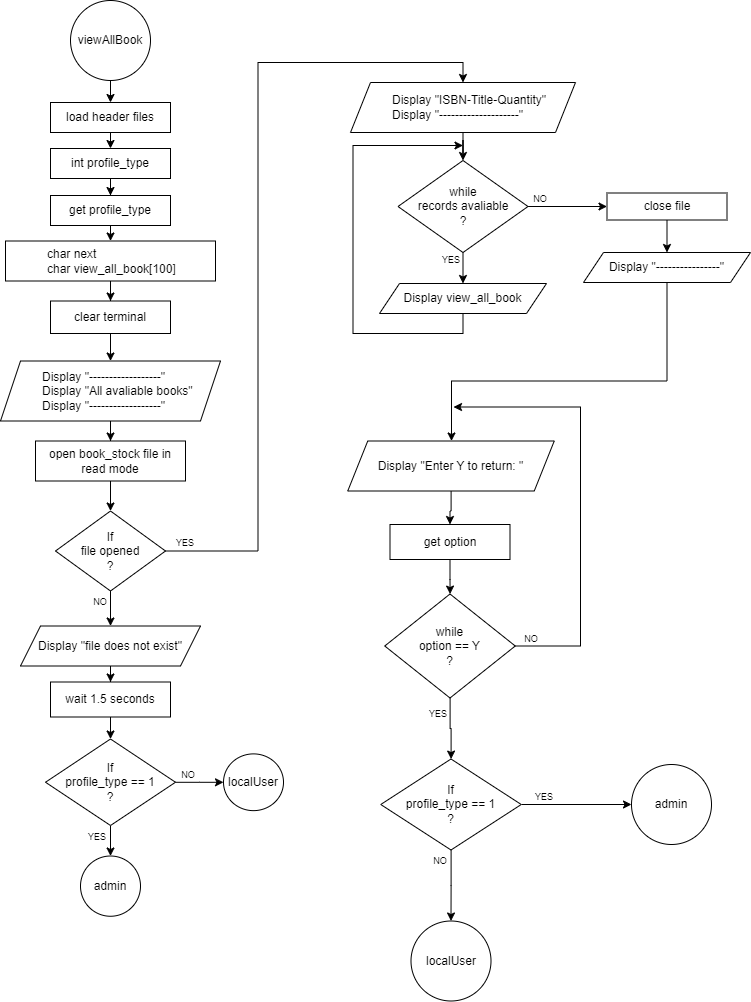 viewAllBook
load header files
int profile_type
get profile_type
char next
char view_all_book[100]
clear terminal
Display "------------------"
Display "All avaliable books"
Display "------------------"
open book_stock file in
read mode
If
file opened
?
YES
NO
Display "file does not exist"
wait 1.5 seconds
If
profile_type == 1
?
NO
localUser
YES
admin
Display "ISBN-Title-Quantity"
Display "--------------------"
while
records avaliable
?
NO
close file
YES
Display view_all_book
Display "----------------"
Display "Enter Y to return: "
get option
while
option == Y
?
NO
YES
If
profile_type == 1
?
YES
admin
NO
localUser